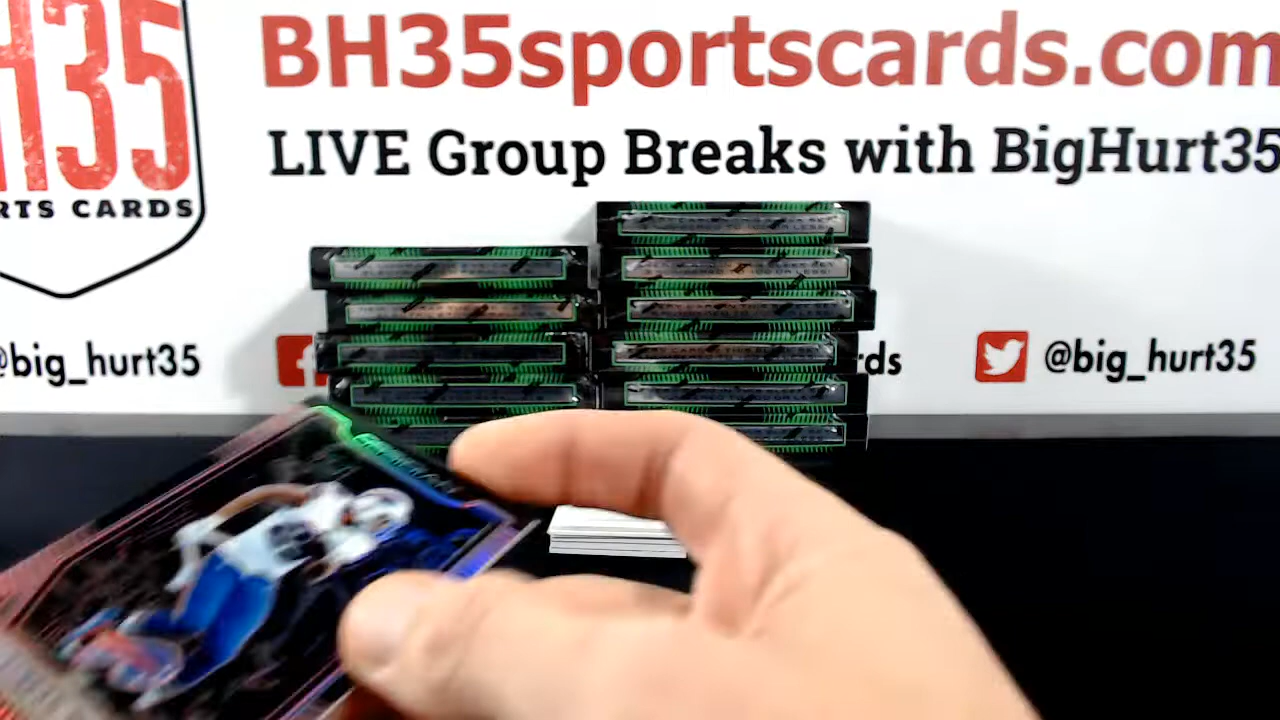 H35
RTS CARDS
BH35sportscards.com
LIVE Group Breaks with BigHurt35
@big_hurt35
f
rds
@big_hurt35